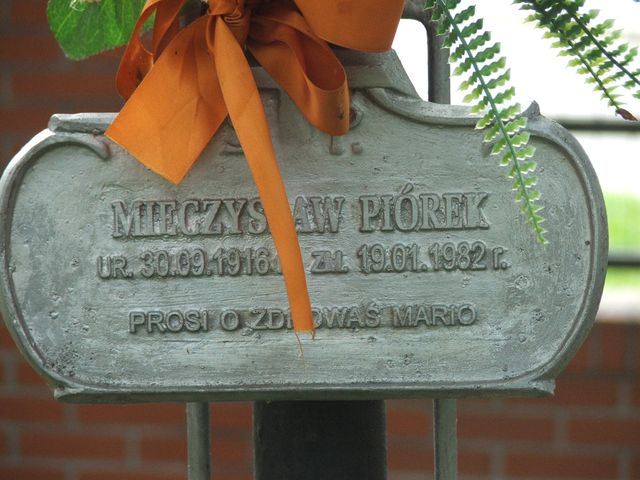 Ś.P.
MIECZYSŁAW PIÓREK
UR. 30.09.1916 r. ZM. 19.01.1982 r.
PROSI O ZDROWAŚ MARIO